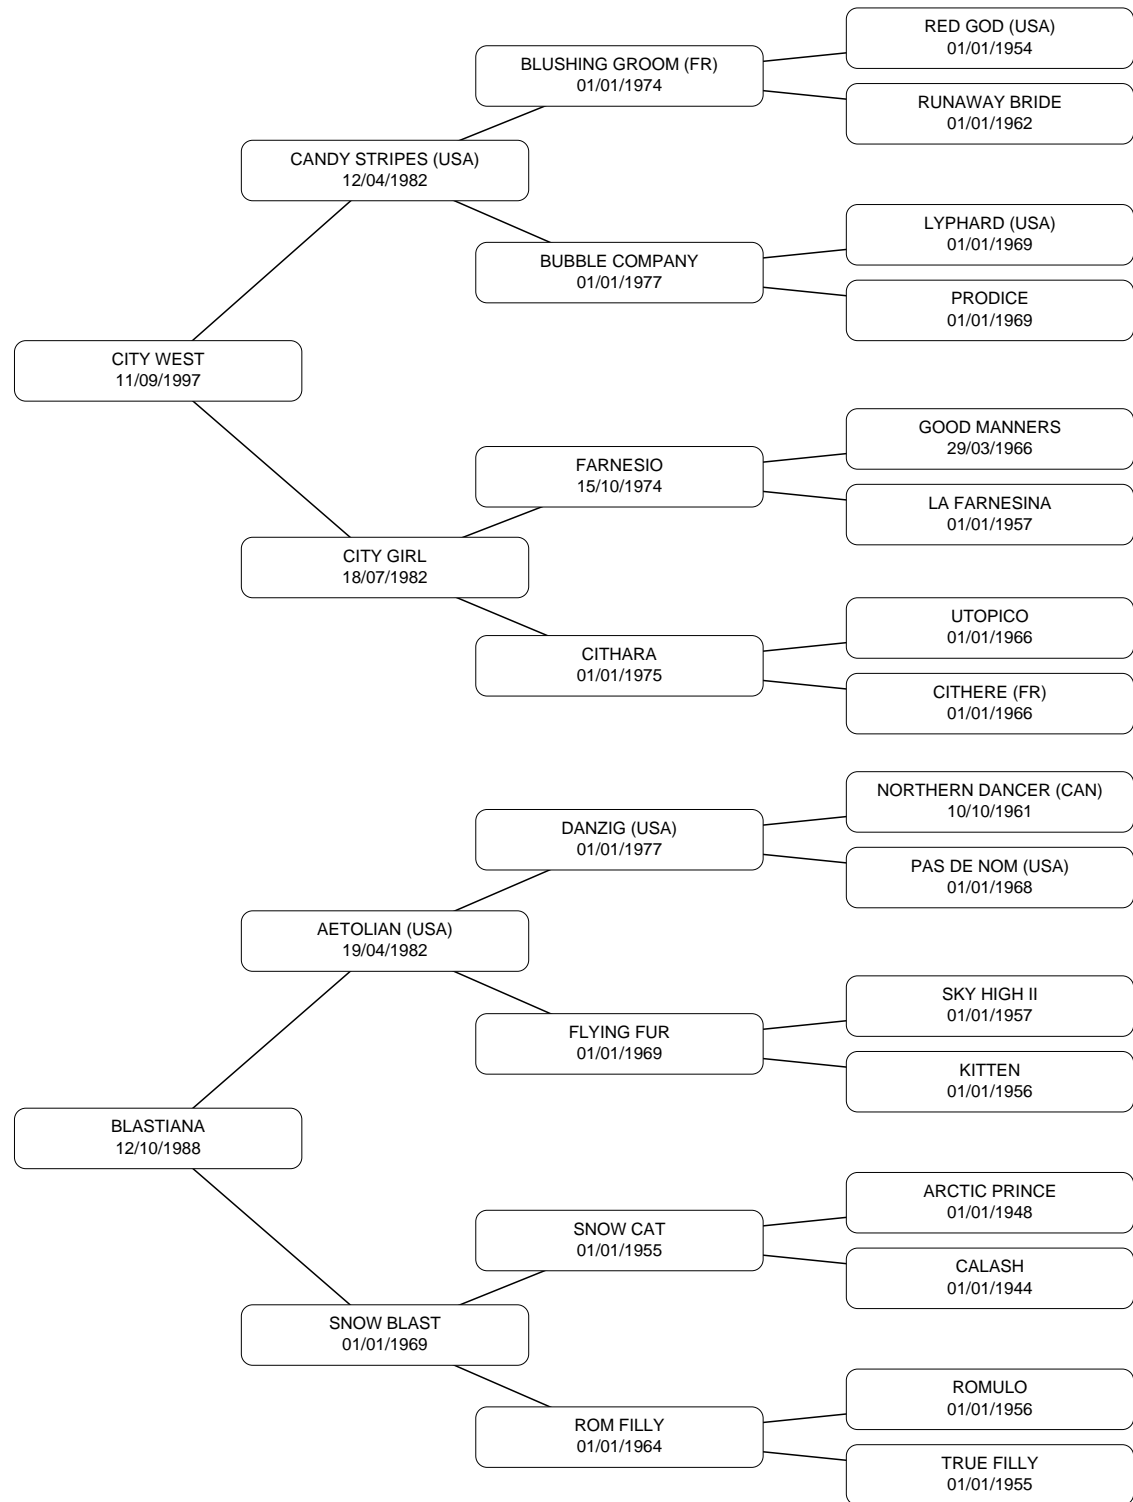 RED GOD (USA)
01/01/1954
BLUSHING GROOM (FR)
01/01/1974
RUNAWAY BRIDE
01/01/1962
CANDY STRIPES (USA)
12/04/1982
LYPHARD (USA)
01/01/1969
BUBBLE COMPANY
01/01/1977
PRODICE
01/01/1969
CITY WEST
11/09/1997
GOOD MANNERS
29/03/1966
FARNESIO
15/10/1974
LA FARNESINA
01/01/1957
CITY GIRL
18/07/1982
UTOPICO
01/01/1966
CITHARA
01/01/1975
CITHERE (FR)
01/01/1966
NORTHERN DANCER (CAN)
10/10/1961
DANZIG (USA)
01/01/1977
PAS DE NOM (USA)
01/01/1968
AETOLIAN (USA)
19/04/1982
SKY HIGH II
01/01/1957
FLYING FUR
01/01/1969
KITTEN
01/01/1956
BLASTIANA
12/10/1988
ARCTIC PRINCE
01/01/1948
SNOW CAT
01/01/1955
CALASH
01/01/1944
SNOW BLAST
01/01/1969
ROMULO
01/01/1956
ROM FILLY
01/01/1964
TRUE FILLY
01/01/1955